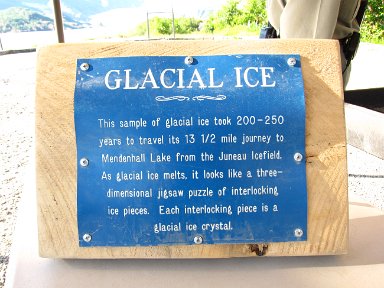 GLACIAL ICE
This sample of glacial ice took 200-250
years to travel its 13 1/2 mile journey to
Mendenhall Lake from the Juneau Icefield.
As glacial ice melts, it looks like a three-
dimensional jigsaw puzzle of interlocking
ice pieces. Each interlocking piece is a
glacial ice crystal.